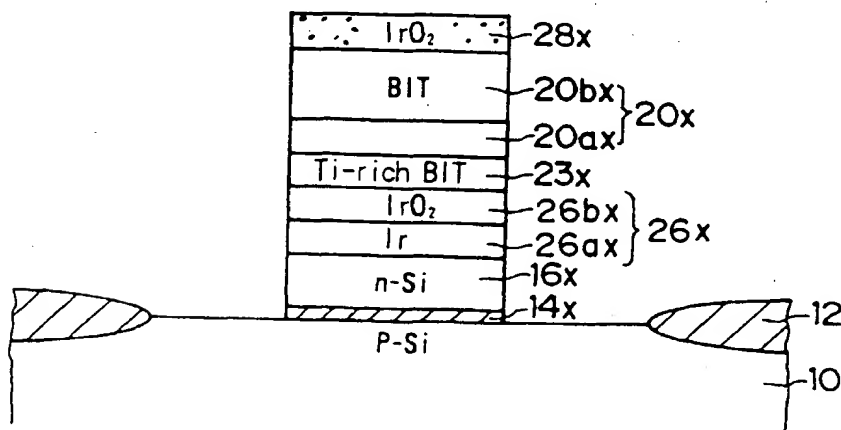 IrO₂ 28x
BIT 20bx
20x
20ax
Ti-rich BIT 23x
IrO₂ 26bx
26x
Ir 26ax
n-Si 16x
14x
12
P-Si
10